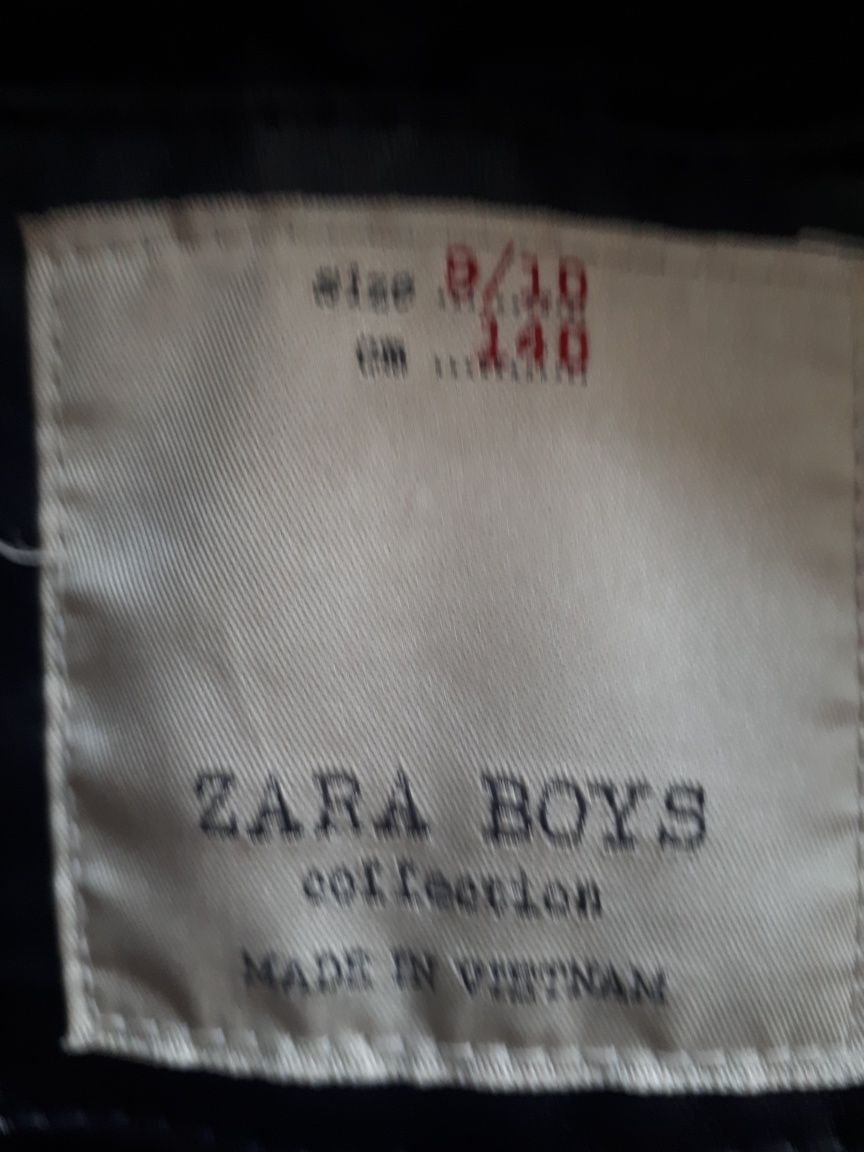 size 9/10
cm 140
ZARA BOYS
collection
MADE IN VIETNAM